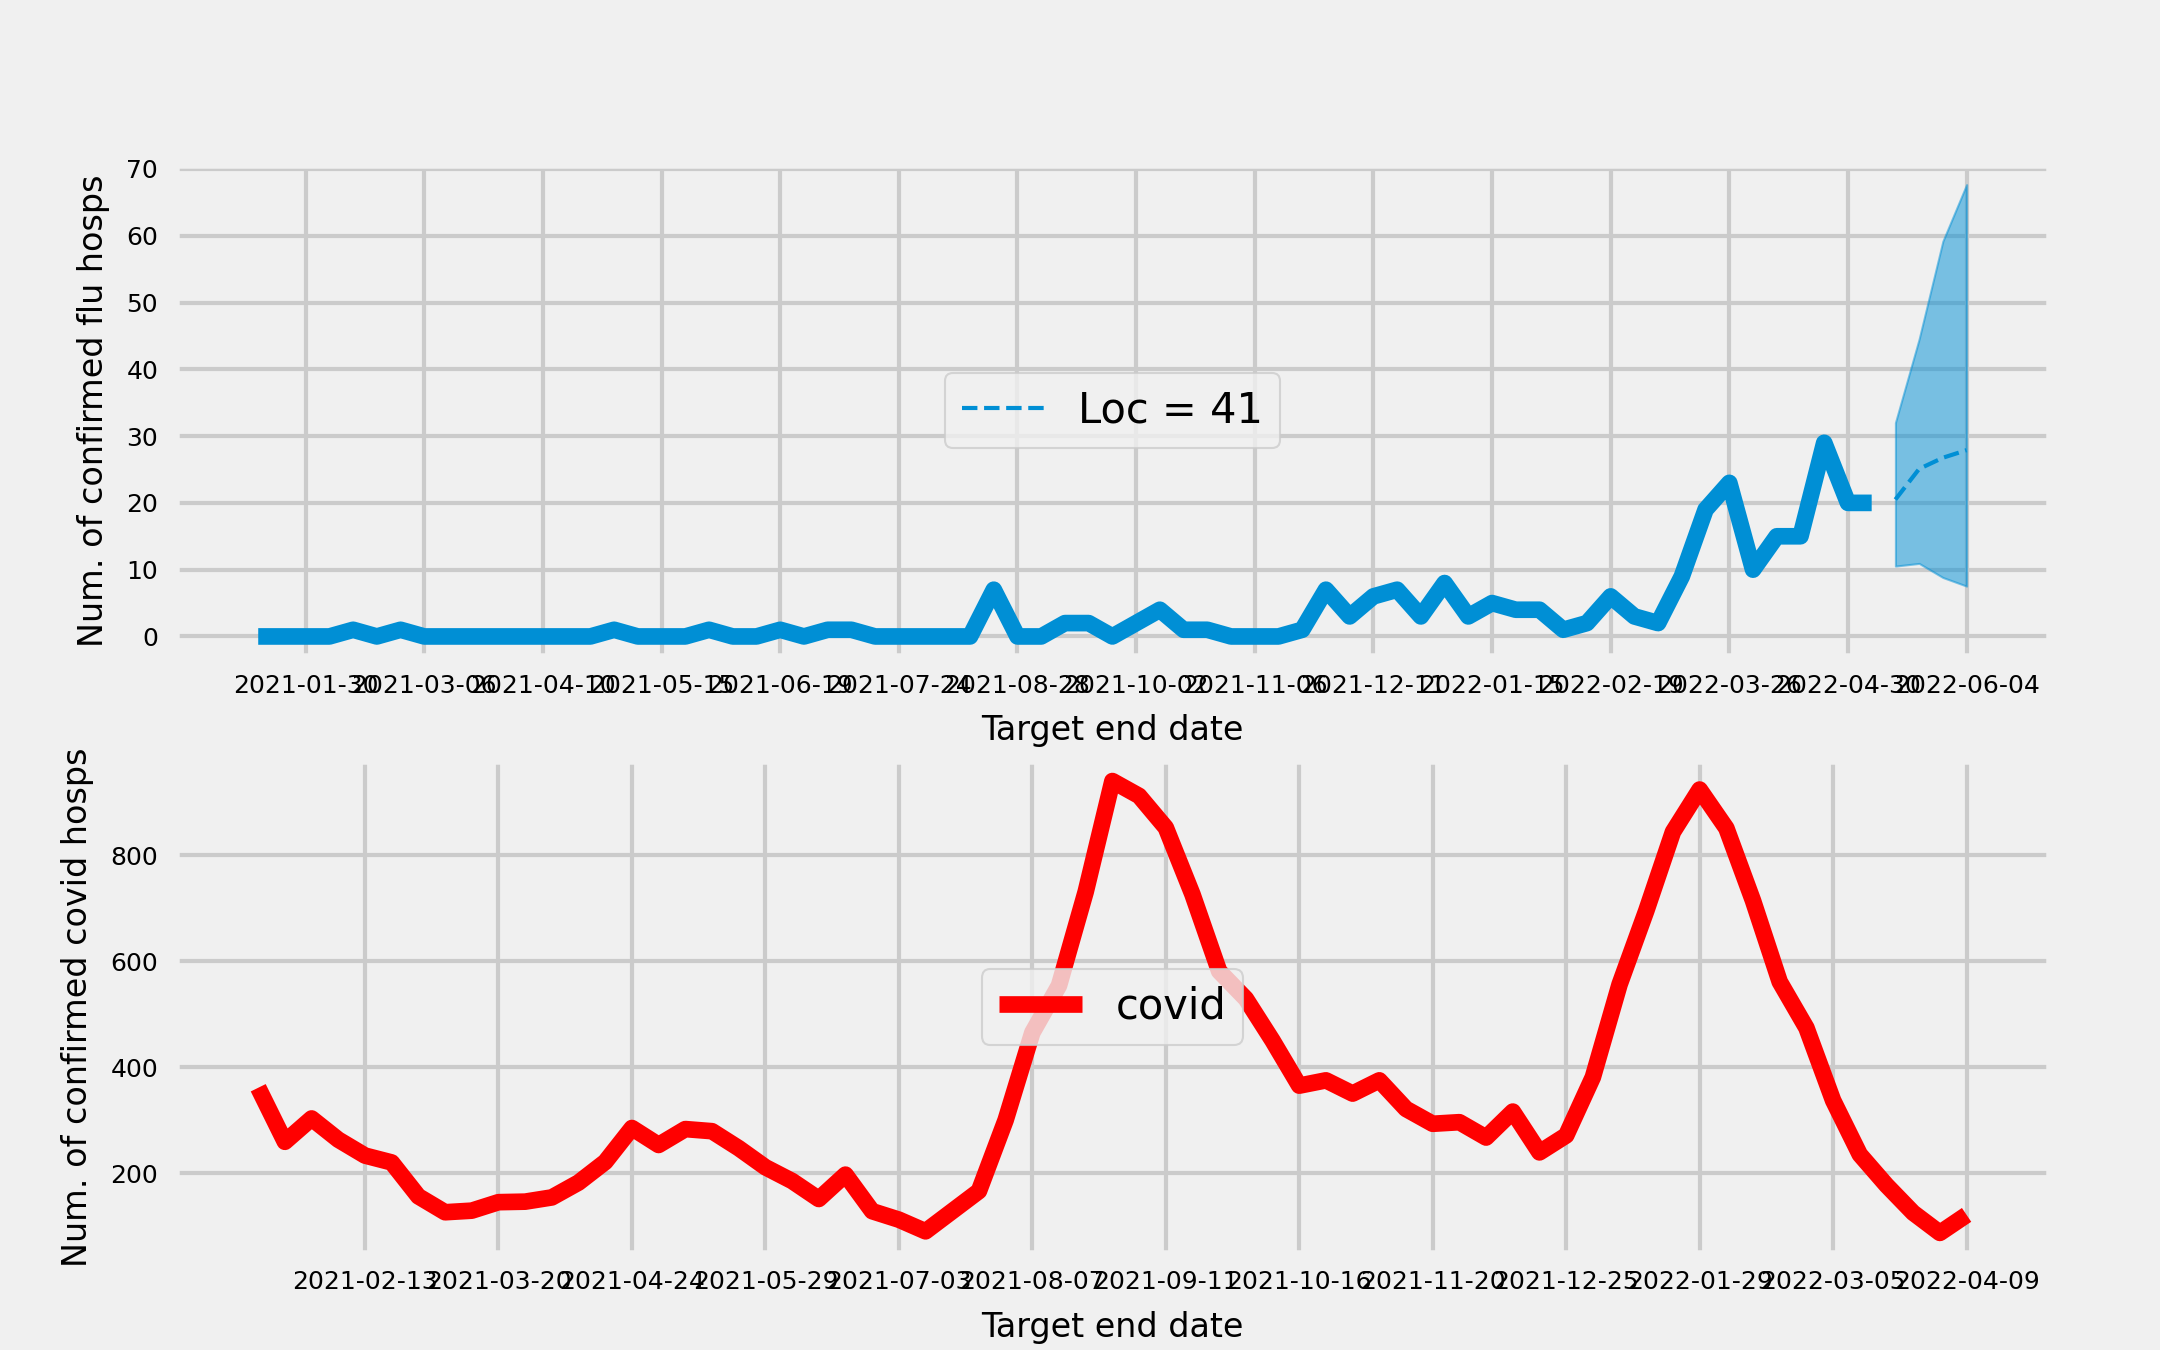 Num. of confirmed flu hosps
70
60
50
40
30
20
10
0
Loc = 41
2021-01-30 2021-03-06 2021-04-10 2021-05-15 2021-06-19 2021-07-24 2021-08-28 2021-10-02 2021-11-06 2021-12-11 2022-01-15 2022-02-19 2022-03-26 2022-04-30 2022-06-04
Target end date
Num. of confirmed covid hosps
800
600
400
200
covid
2021-02-13 2021-03-20 2021-04-24 2021-05-29 2021-07-03 2021-08-07 2021-09-11 2021-10-16 2021-11-20 2021-12-25 2022-01-29 2022-03-05 2022-04-09
Target end date